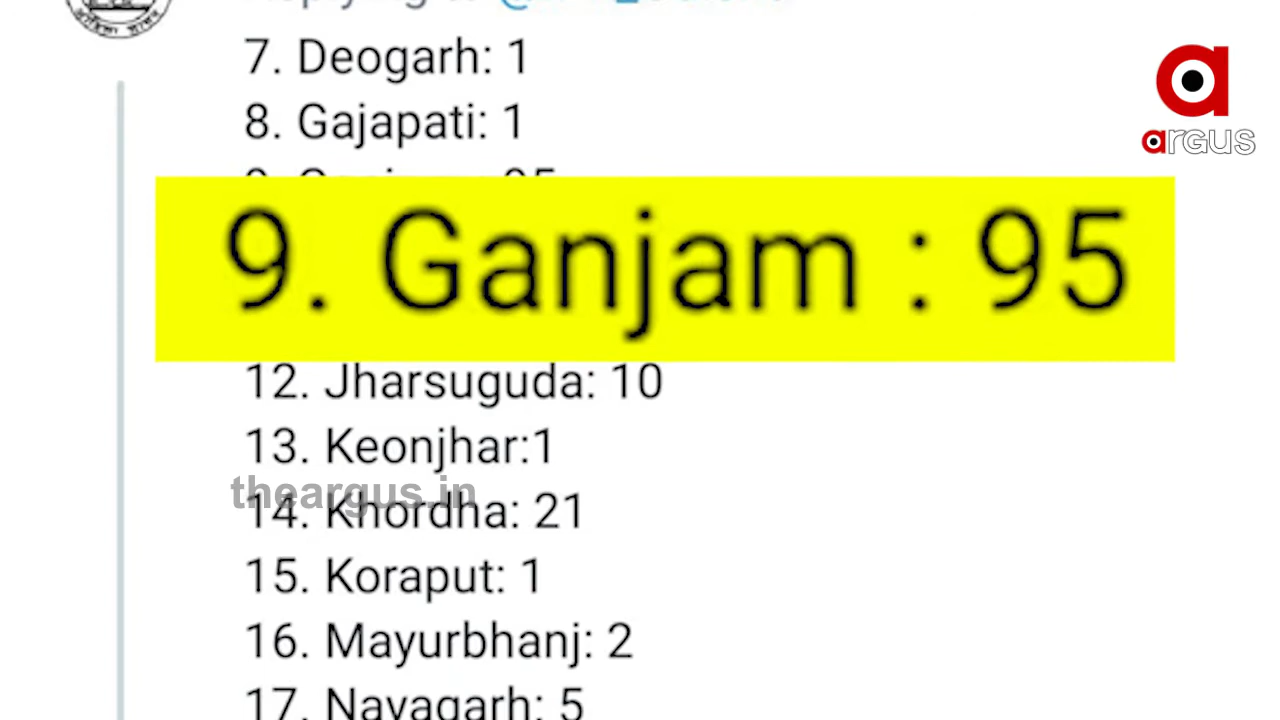 7. Deogarh: 1
8. Gajapati: 1
9. Ganjam : 95
12. Jharsuguda: 10
13. Keonjhar:1
14. Khordha: 21
15. Koraput: 1
16. Mayurbhanj: 2
17. Nayagarh: 5
theargus.in
argus